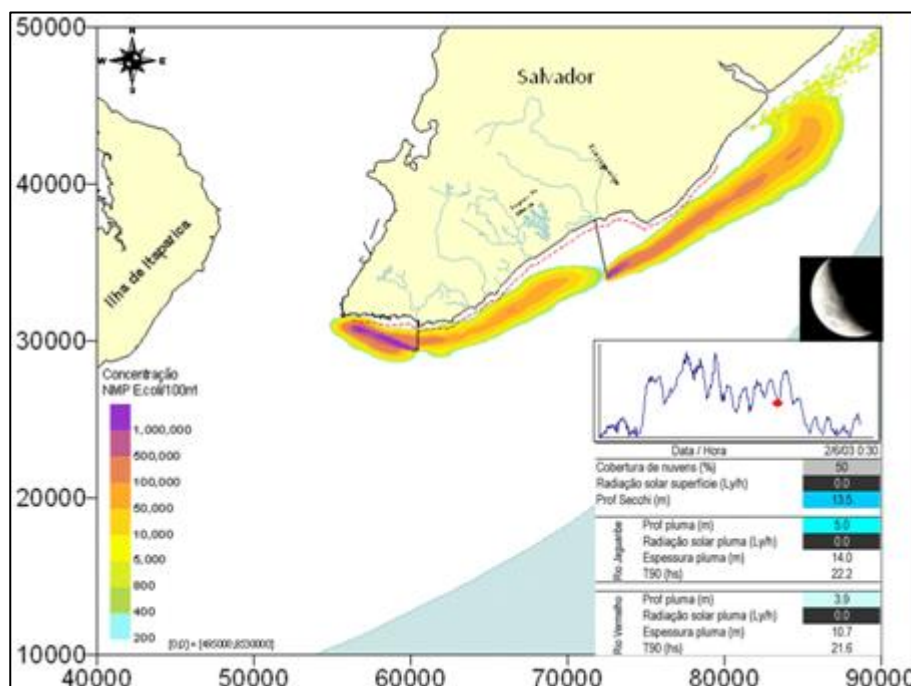 50000
40000
30000
20000
10000
40000
50000
60000
70000
80000
90000
N
W
E
S
Salvador
Ilha de Itaparica
Concentração
NMP E.coli/100ml
1,000,000
500,000
100,000
50,000
10,000
5,000
800
400
200
Data / Hora 2/6/03 0:30
Cobertura de nuvens (%) 50
Radiação solar superfície (Ly/h) 0.0
Prof Secchi (m) 13.5
Rio Jaguaribe
Prof pluma (m) 5.0
Radiação solar pluma (Ly/h) 0.0
Espessura pluma (m) 14.0
T90 (hs) 22.2
Rio Vermelho
Prof pluma (m) 3.9
Radiação solar pluma (Ly/h) 0.0
Espessura pluma (m) 10.7
T90 (hs) 21.6